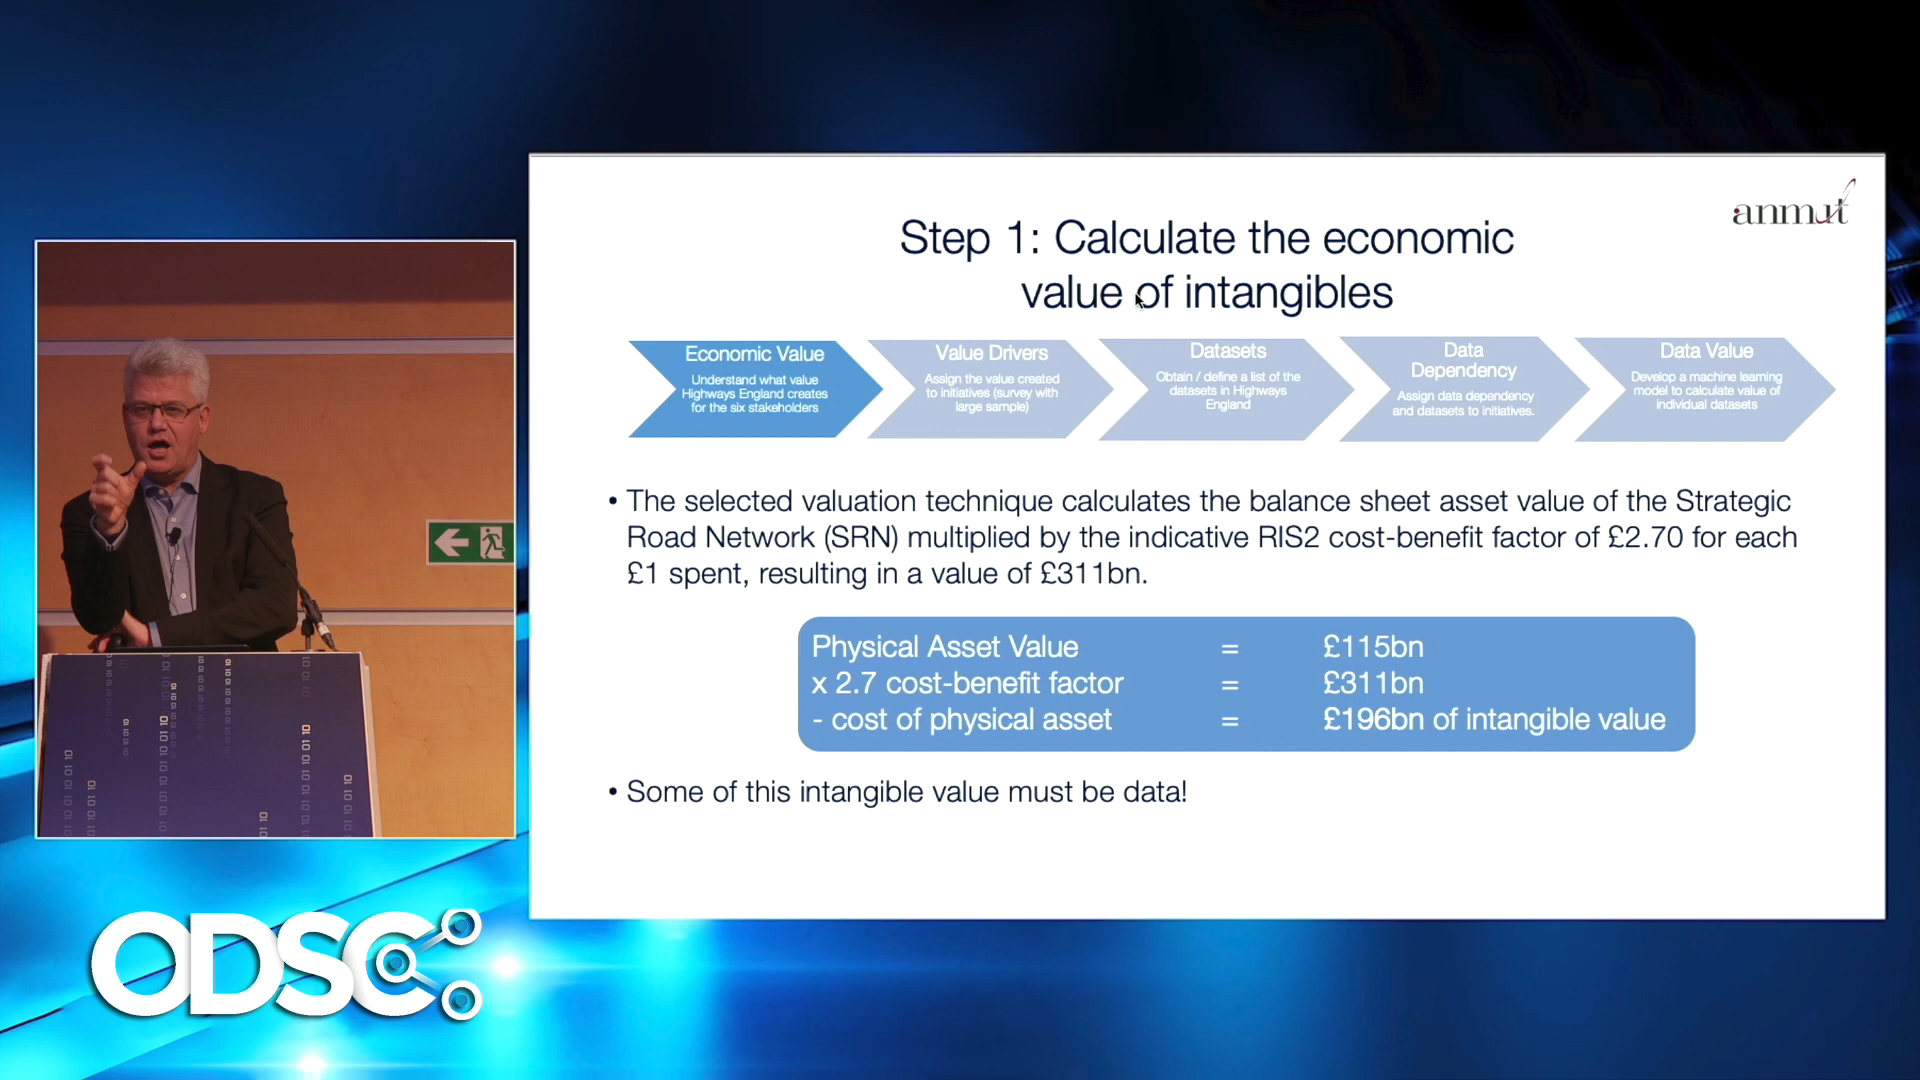 anmut
Step 1: Calculate the economic
value of intangibles
Economic Value
Understand what value
Highways England creates
for the six stakeholders
Value Drivers
Assign the value created
to initiatives (survey with
large sample)
Datasets
Obtain / define a list of the
datasets in Highways
England
Data
Dependency
Assign data dependency
and datasets to initiatives.
Data Value
Develop a machine learning
model to calculate value of
individual datasets
• The selected valuation technique calculates the balance sheet asset value of the Strategic
Road Network (SRN) multiplied by the indicative RIS2 cost-benefit factor of £2.70 for each
£1 spent, resulting in a value of £311bn.
Physical Asset Value = £115bn
x 2.7 cost-benefit factor = £311bn
- cost of physical asset = £196bn of intangible value
• Some of this intangible value must be data!
ODSC